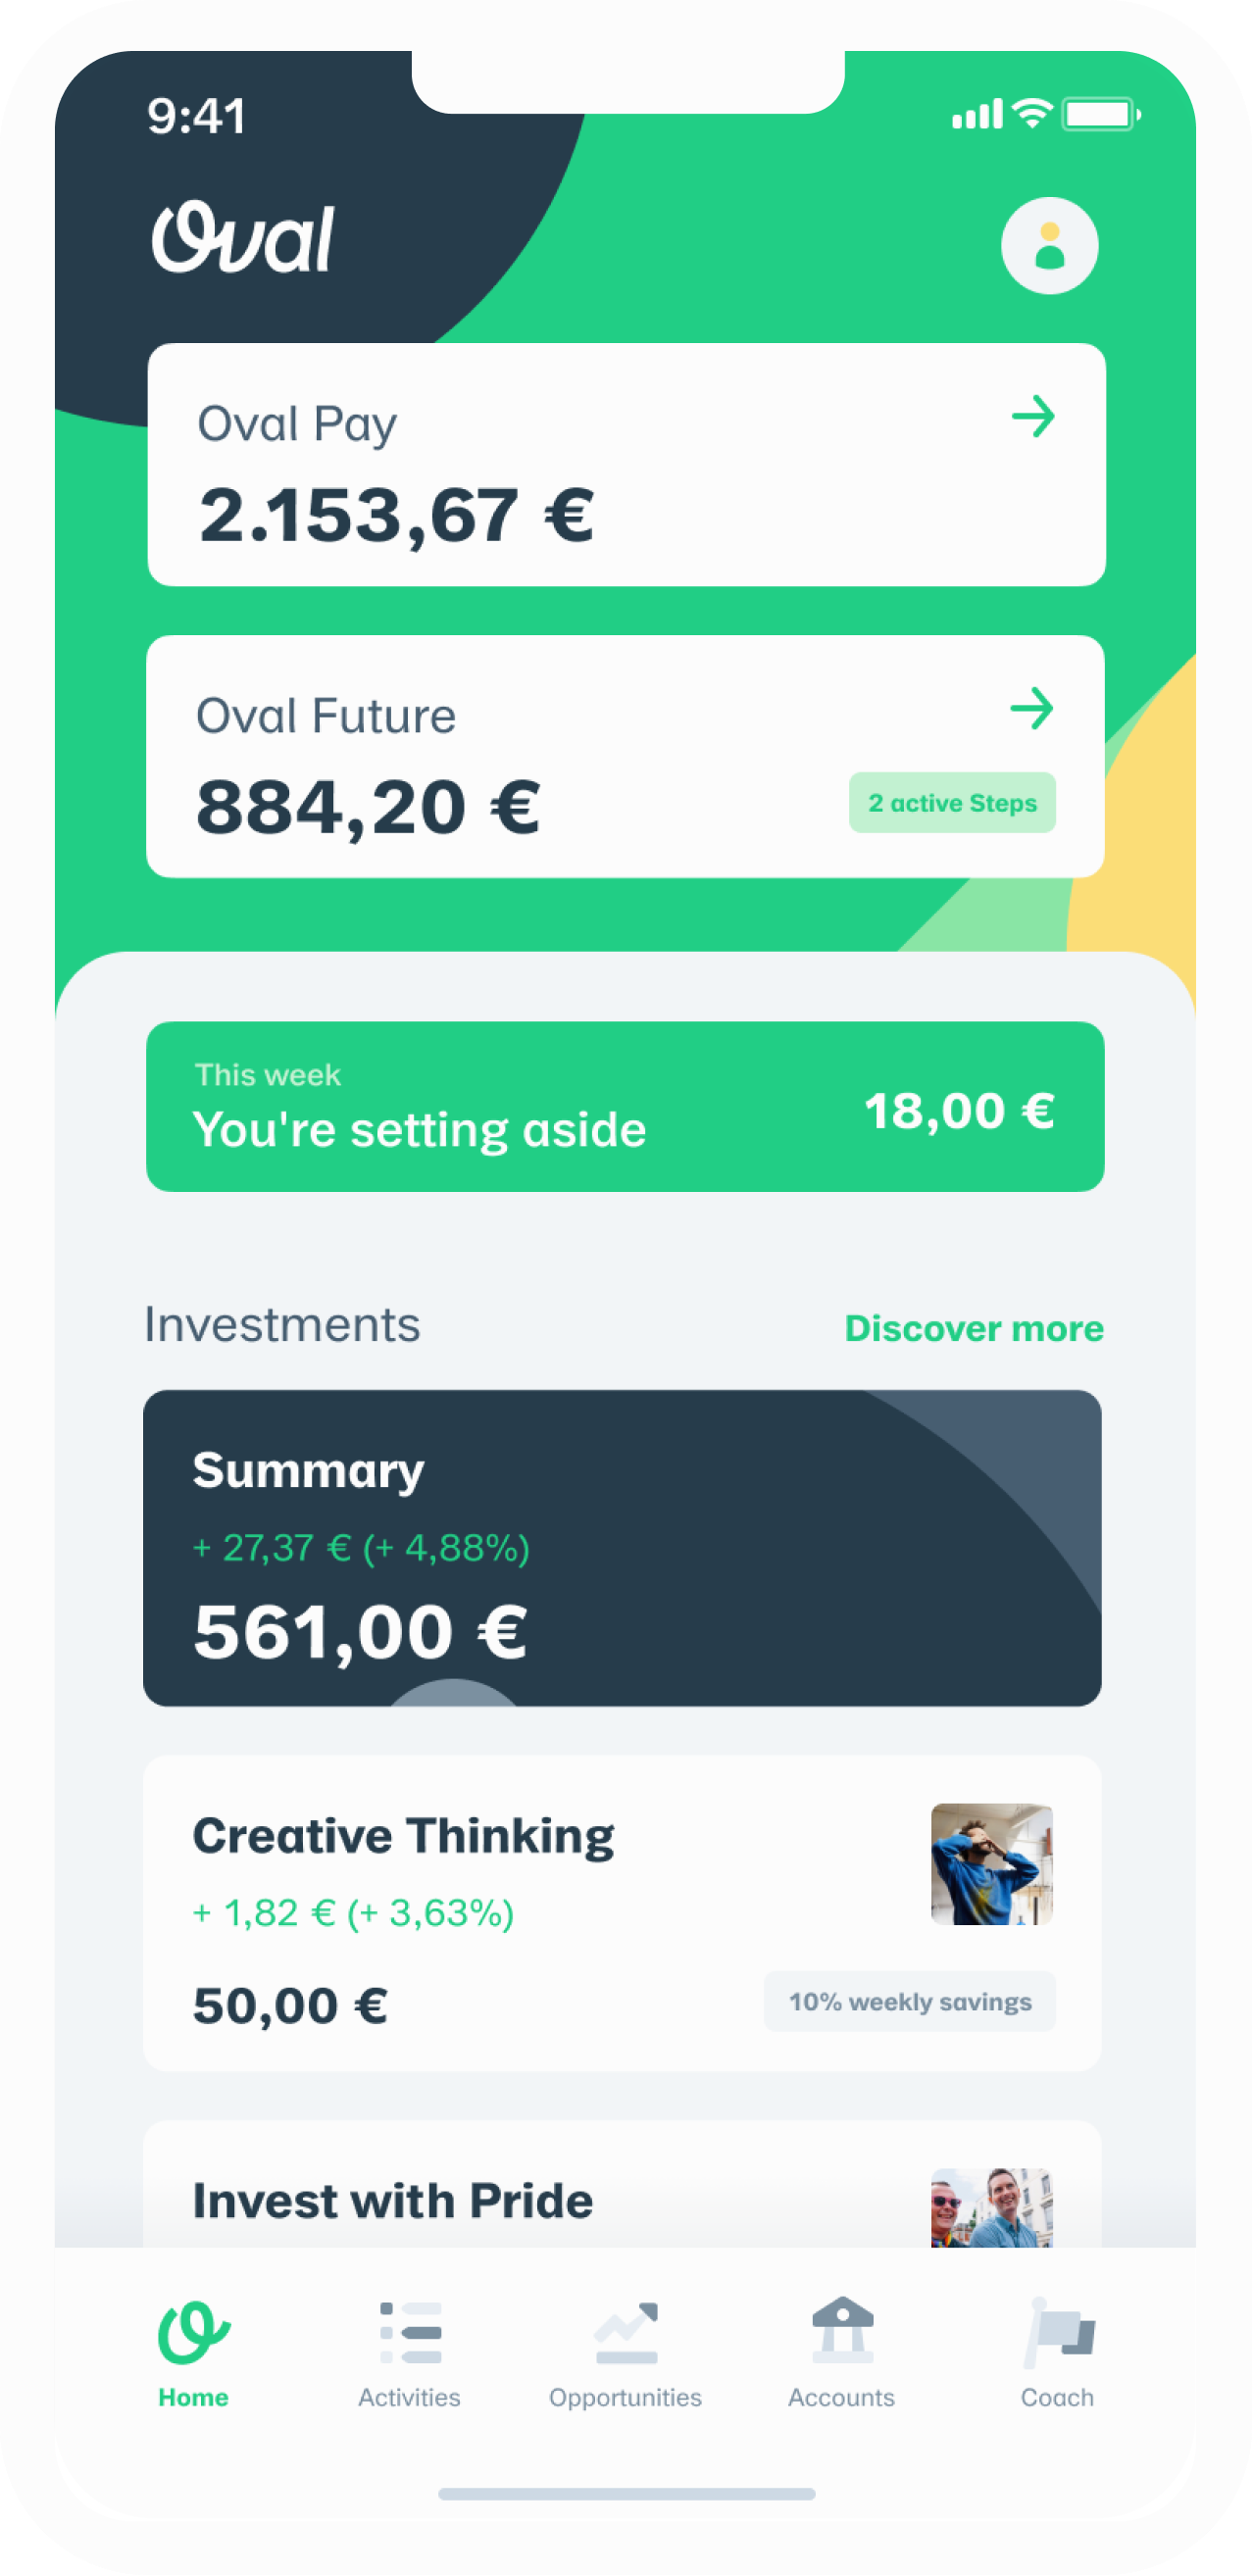 9:41
Oval
Oval Pay
2.153,67 €
Oval Future
884,20 €
2 active Steps
This week
You're setting aside
18,00 €
Investments
Discover more
Summary
+ 27,37 € (+ 4,88%)
561,00 €
Creative Thinking
+ 1,82 € (+ 3,63%)
50,00 €
10% weekly savings
Invest with Pride
Home
Activities
Opportunities
Accounts
Coach